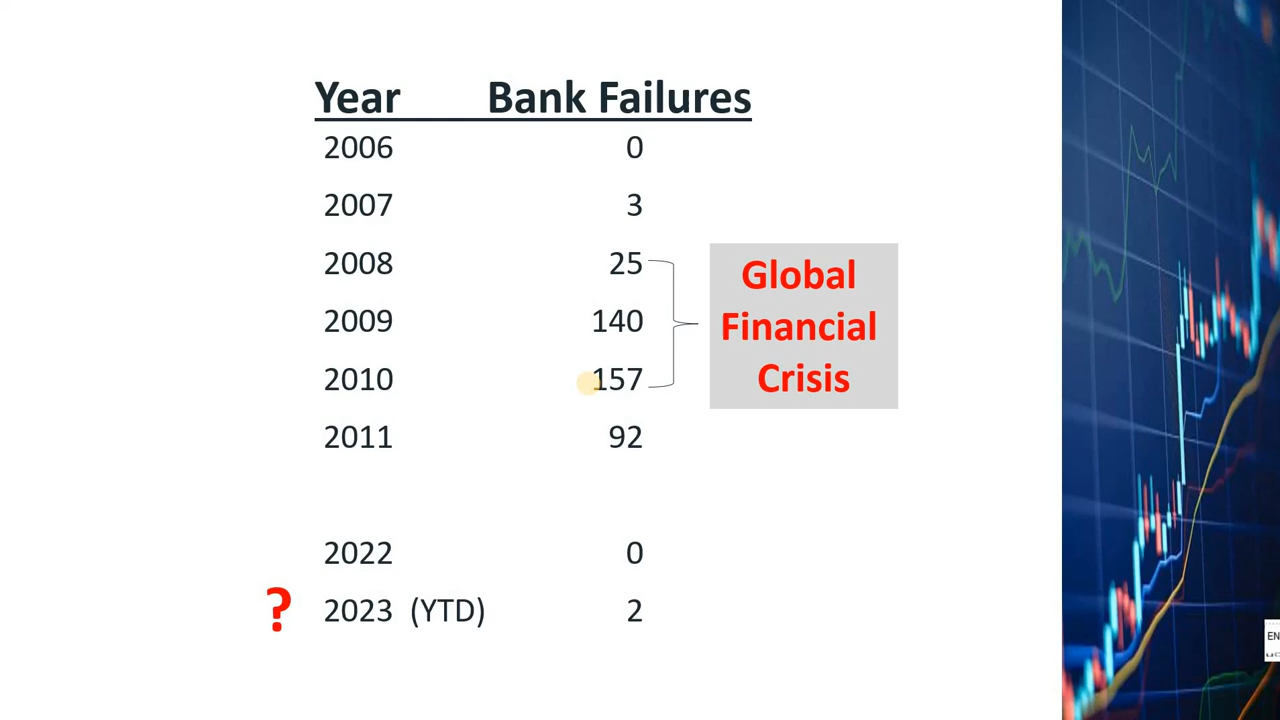 Year Bank Failures
2006 0
2007 3
2008 25
2009 140
2010 157
2011 92
Global
Financial
Crisis
2022 0
? 2023 (YTD) 2
EN